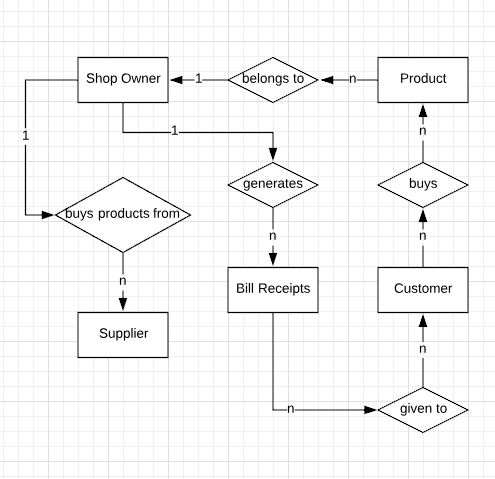 Shop Owner
1
belongs to
n
Product
1
1
n
generates
buys
buys products from
n
n
n
Bill Receipts
Customer
Supplier
n
n
given to